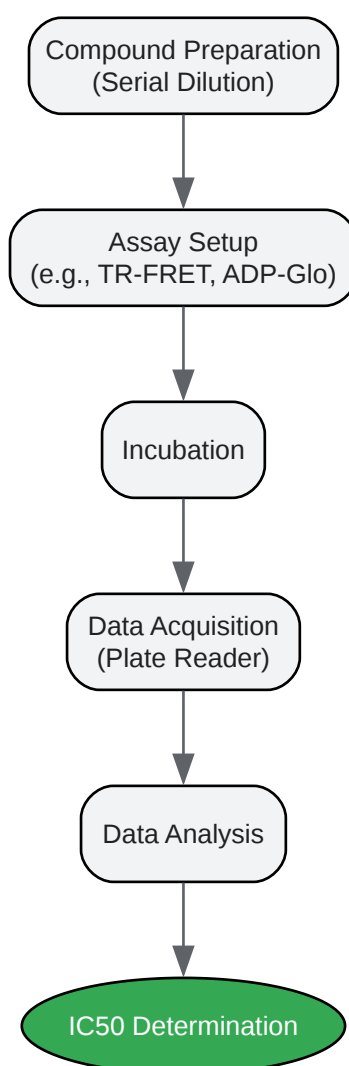 Compound Preparation
(Serial Dilution)
Assay Setup
(e.g., TR-FRET, ADP-Glo)
Incubation
Data Acquisition
(Plate Reader)
Data Analysis
IC50 Determination